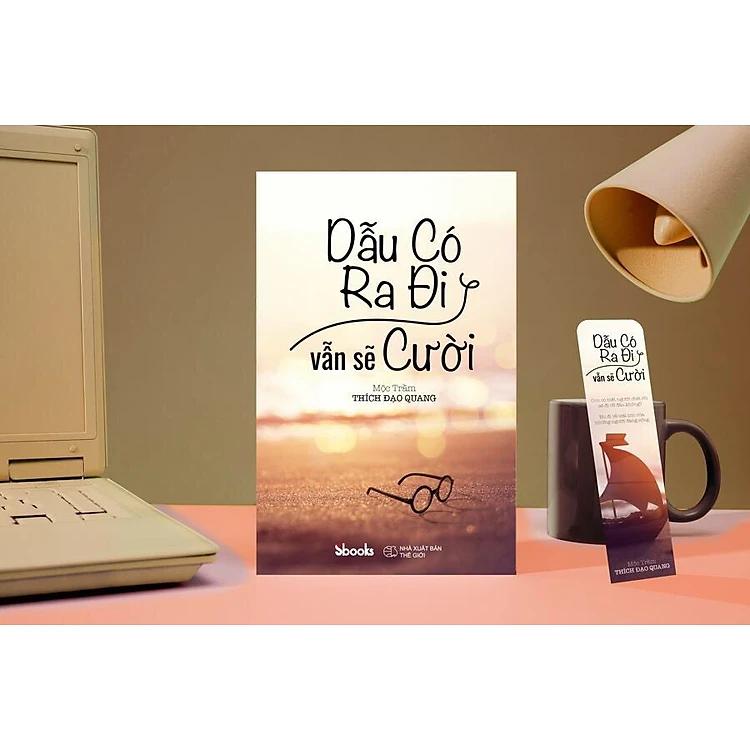 Dẫu Có
Ra Đi
vẫn sẽ Cười
Mộc Trầm
THÍCH ĐẠO QUANG
sbooks
NHÀ XUẤT BẢN
THẾ GIỚI
Dẫu Có
Ra Đi
vẫn sẽ Cười
Mộc Trầm
THÍCH ĐẠO QUANG